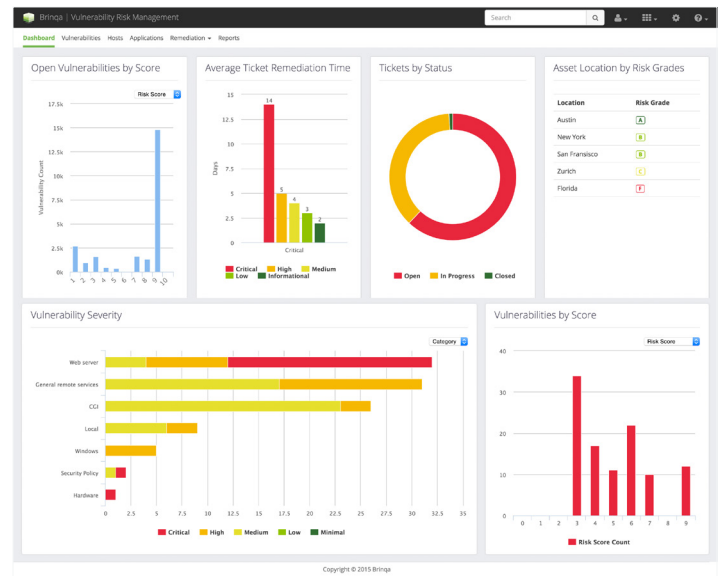 Brinqa | Vulnerability Risk Management
Search
Dashboard Vulnerabilities Hosts Applications Remediation Reports
Open Vulnerabilities by Score
Risk Score
Vulnerability Count
17.5k
15k
12.5k
10k
7.5k
5k
2.5k
0k
1 2 3 4 5 6 7 8 9 10
Average Ticket Remediation Time
Days
15
12.5
10
7.5
5
2.5
0
14
5
4
3
2
Critical
Critical High Medium
Low Informational
Tickets by Status
Open In Progress Closed
Asset Location by Risk Grades
Location Risk Grade
Austin A
New York B
San Fransisco B
Zurich C
Florida F
Vulnerability Severity
Category
Web server
General remote services
CGI
Local
Windows
Security Policy
Hardware
0 2.5 5 7.5 10 12.5 15 17.5 20 22.5 25 27.5 30 32.5 35
Critical High Medium Low Minimal
Vulnerabilities by Score
Risk Score
40
30
20
10
0
0 1 2 3 4 5 6 7 8 9
Risk Score Count
Copyright © 2015 Brinqa